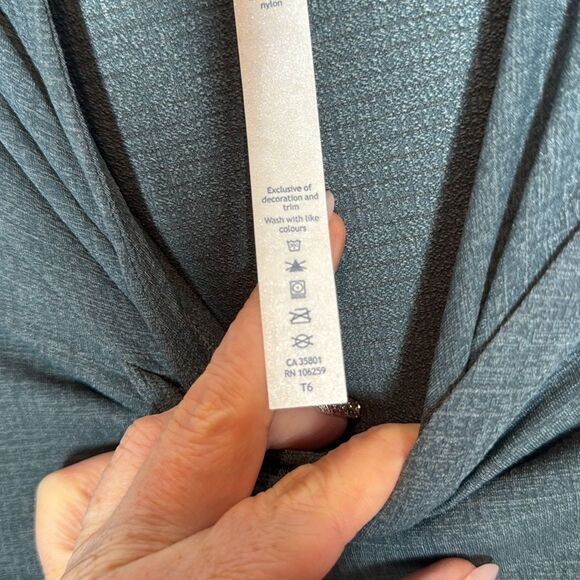 nylon
Exclusive of
decoration and
trim
Wash with like
colours
CA 35801
RN 106259
T6